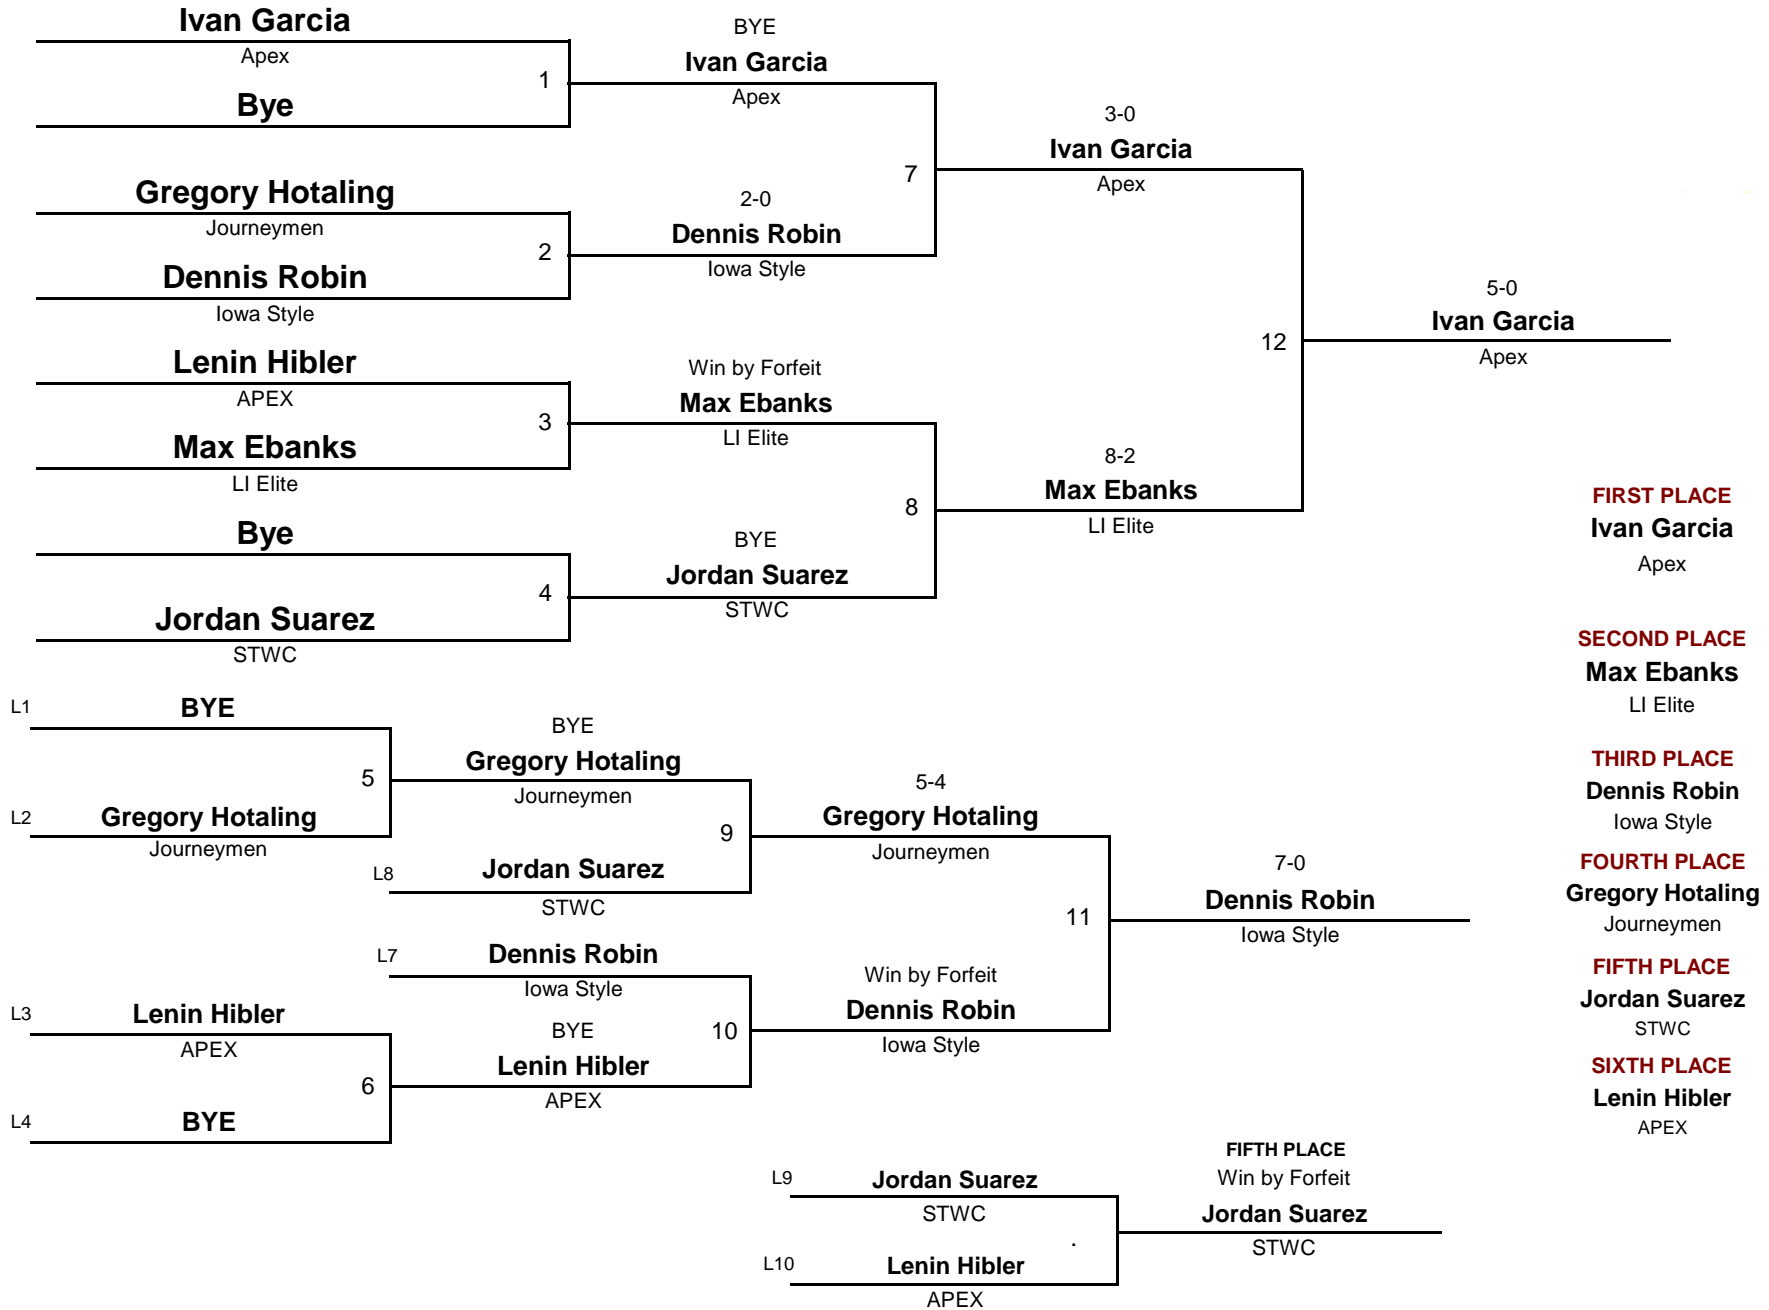 Ivan Garcia
Apex
1
Bye
BYE
Ivan Garcia
Apex
Gregory Hotaling
Journeymen
2
Dennis Robin
Iowa Style
2-0
Dennis Robin
Iowa Style
7
3-0
Ivan Garcia
Apex
Lenin Hibler
APEX
3
Max Ebanks
LI Elite
Win by Forfeit
Max Ebanks
LI Elite
Bye
4
Jordan Suarez
STWC
BYE
Jordan Suarez
STWC
8
8-2
Max Ebanks
LI Elite
12
5-0
Ivan Garcia
Apex
L1
BYE
5
L2
Gregory Hotaling
Journeymen
BYE
Gregory Hotaling
Journeymen
9
L8
Jordan Suarez
STWC
5-4
Gregory Hotaling
Journeymen
L7
Dennis Robin
Iowa Style
L3
Lenin Hibler
APEX
6
L4
BYE
BYE
Lenin Hibler
APEX
10
Win by Forfeit
Dennis Robin
Iowa Style
11
7-0
Dennis Robin
Iowa Style
L9
Jordan Suarez
STWC
.
L10
Lenin Hibler
APEX
FIFTH PLACE
Win by Forfeit
Jordan Suarez
STWC
FIRST PLACE
Ivan Garcia
Apex
SECOND PLACE
Max Ebanks
LI Elite
THIRD PLACE
Dennis Robin
Iowa Style
FOURTH PLACE
Gregory Hotaling
Journeymen
FIFTH PLACE
Jordan Suarez
STWC
SIXTH PLACE
Lenin Hibler
APEX